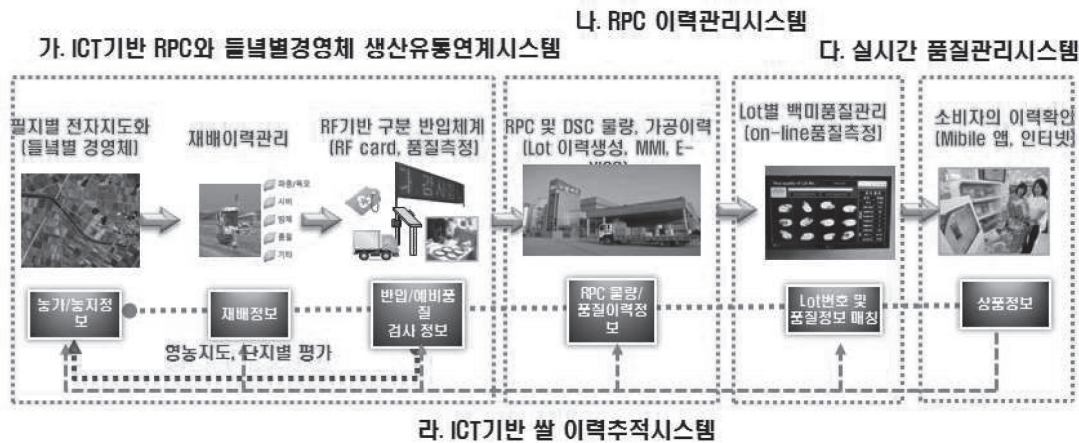 나. RPC 이력관리시스템
가. ICT기반 RPC와 들녘별경영체 생산유통연계시스템
다. 실시간 품질관리시스템
필지별 전자지도화
(들녘별 경영체)
재배이력관리
RF기반 구분 반입체계
(RF card, 품질측정)
RPC 및 DSC 물량, 가공이력
(Lot 이력생성, MMI, E-
Lot별 백미품질관리
(on-line품질측정)
소비자의 이력확인
(Mibile 앱, 인터넷)
파종/육묘
시비
방제
품질
기타
농가/농지정
보
재배정보
반입/예비품
질
검사 정보
RPC 물량/
품질이력정
보
Lot번호 및
품질정보 매칭
상품정보
영농지도, 단지별 평가
라. ICT기반 쌀 이력추적시스템